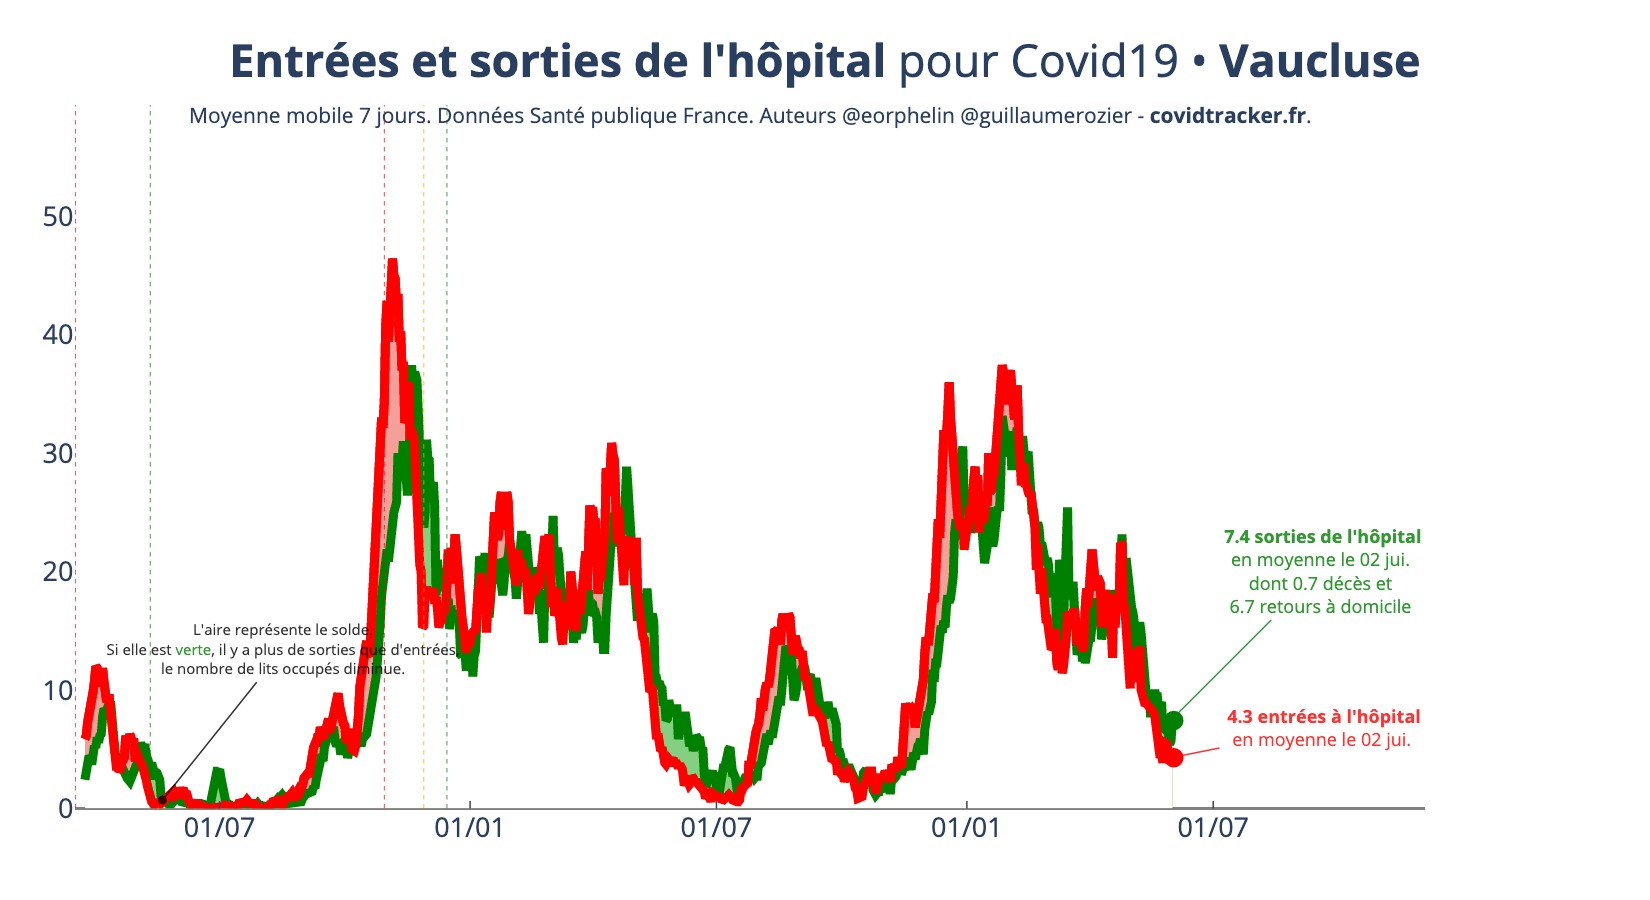 Entrées et sorties de l'hôpital pour Covid19 • Vaucluse
Moyenne mobile 7 jours. Données Santé publique France. Auteurs @eorphelin @guillaumerozier - covidtracker.fr.
50
40
30
20
10
0
L'aire représente le solde.
Si elle est verte, il y a plus de sorties que d'entrées,
le nombre de lits occupés diminue.
7.4 sorties de l'hôpital
en moyenne le 02 jui.
dont 0.7 décès et
6.7 retours à domicile
4.3 entrées à l'hôpital
en moyenne le 02 jui.
01/07
01/01
01/07
01/01
01/07